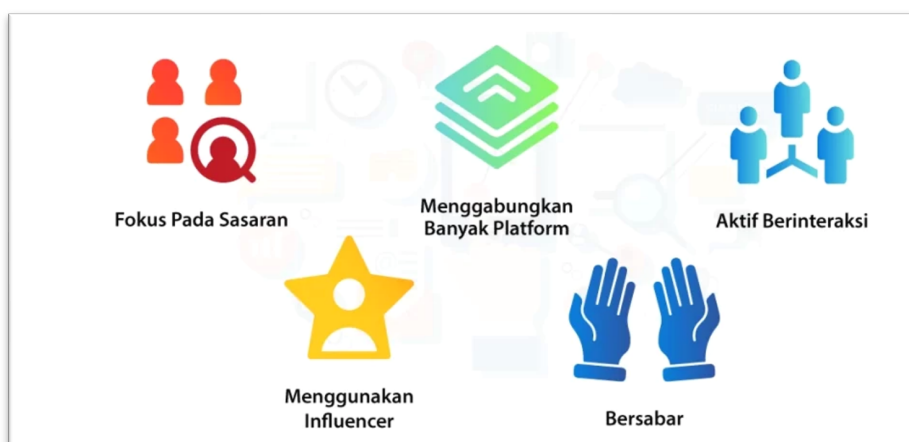 Fokus Pada Sasaran
Menggabungkan
Banyak Platform
Aktif Berinteraksi
Menggunakan
Influencer
Bersabar